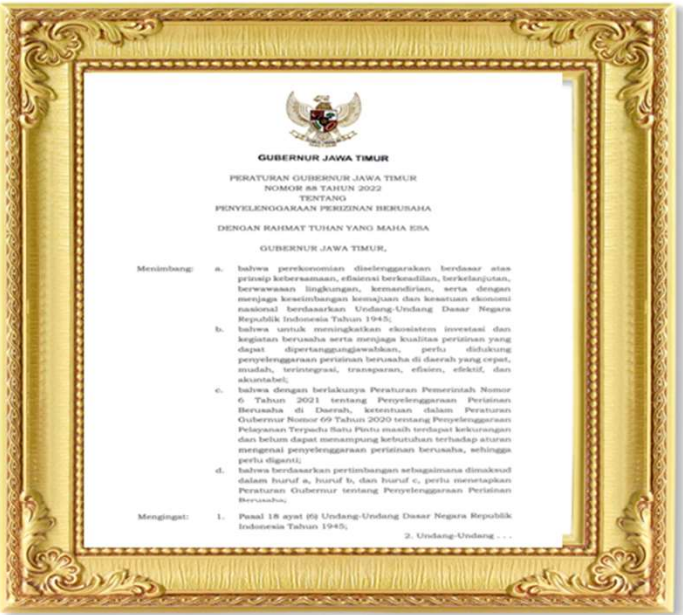 GUBERNUR JAWA TIMUR
PERATURAN GUBERNUR JAWA TIMUR
NOMOR 88 TAHUN 2022
TENTANG
PENYELENGGARAAN PERIZINAN BERUSAHA
DENGAN RAHMAT TUHAN YANG MAHA ESA
GUBERNUR JAWA TIMUR,
Menimbang: a. bahwa perekonomian diselenggarakan berdasar atas
prinsip kebersamaan, efisiensi berkeadilan, berkelanjutan,
berwawasan lingkungan, kemandirian, serta dengan
menjaga keseimbangan kemajuan dan kesatuan ekonomi
nasional berdasarkan Undang-Undang Dasar Negara
Republik Indonesia Tahun 1945;
b. bahwa untuk meningkatkan ekosistem investasi dan
kegiatan berusaha serta menjaga kualitas perizinan yang
dapat dipertanggungjawabkan, perlu didukung
penyelenggaraan perizinan berusaha di daerah yang cepat,
mudah, terintegrasi, transparan, efisien, efektif, dan
akuntabel;
c. bahwa dengan berlakunya Peraturan Pemerintah Nomor
6 Tahun 2021 tentang Penyelenggaraan Perizinan
Berusaha di Daerah, ketentuan dalam Peraturan
Gubernur Nomor 69 Tahun 2020 tentang Penyelenggaraan
Pelayanan Terpadu Satu Pintu masih terdapat kekurangan
dan belum dapat menampung kebutuhan terhadap aturan
mengenai penyelenggaraan perizinan berusaha, sehingga
perlu diganti;
d. bahwa berdasarkan pertimbangan sebagaimana dimaksud
dalam huruf a, huruf b, dan huruf c, perlu menetapkan
Peraturan Gubernur tentang Penyelenggaraan Perizinan
Berusaha;
Mengingat: 1. Pasal 18 ayat (6) Undang-Undang Dasar Negara Republik
Indonesia Tahun 1945;
2. Undang-Undang . . .